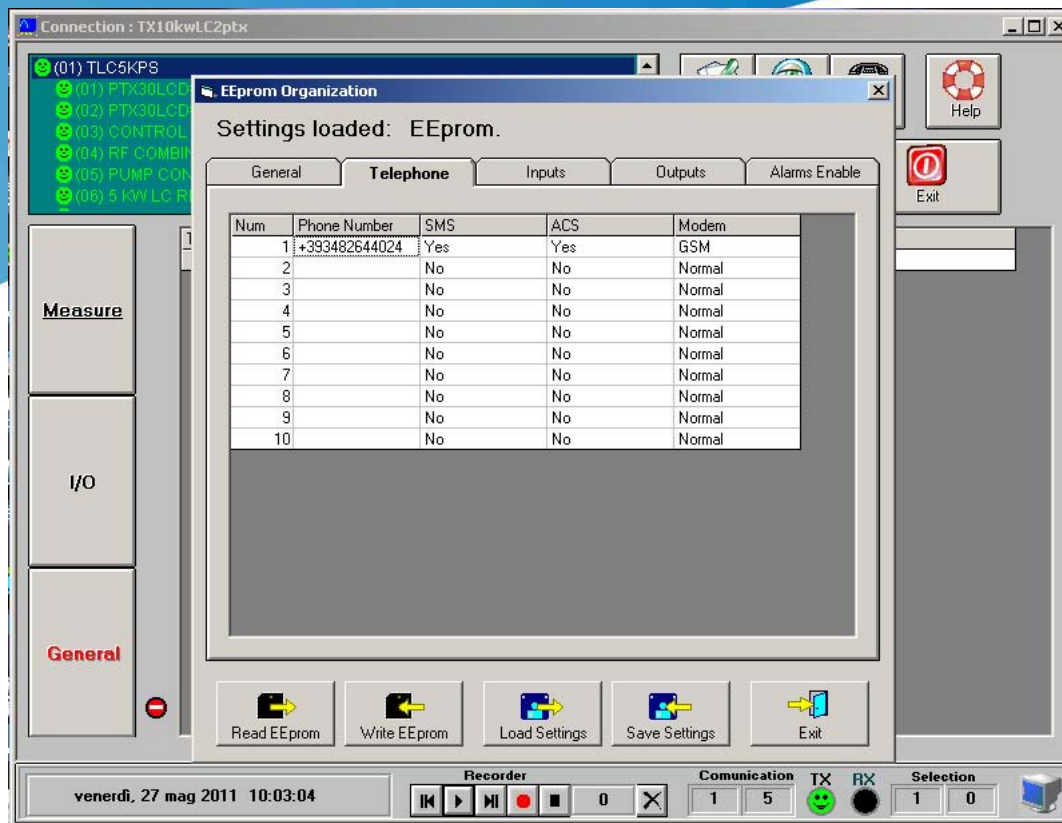 Connection : TX10kwLC2ptx
(01) TLC5KPS
(01) PTX30LCD
(02) PTX30LCD
(03) CONTROL
(04) RF COMBIN
(05) PUMP CON
(06) 5 KW LC R
Help
Exit
EEprom Organization
Settings loaded: EEprom.
General Telephone Inputs Outputs Alarms Enable
Num Phone Number SMS ACS Modem
1 +393482644024 Yes Yes GSM
2 No No Normal
3 No No Normal
4 No No Normal
5 No No Normal
6 No No Normal
7 No No Normal
8 No No Normal
9 No No Normal
10 No No Normal
Measure
I/O
General
Read EEprom Write EEprom Load Settings Save Settings Exit
venerdì, 27 mag 2011 10:03:04
Recorder
0
Comunication TX RX
1 5
Selection
1 0